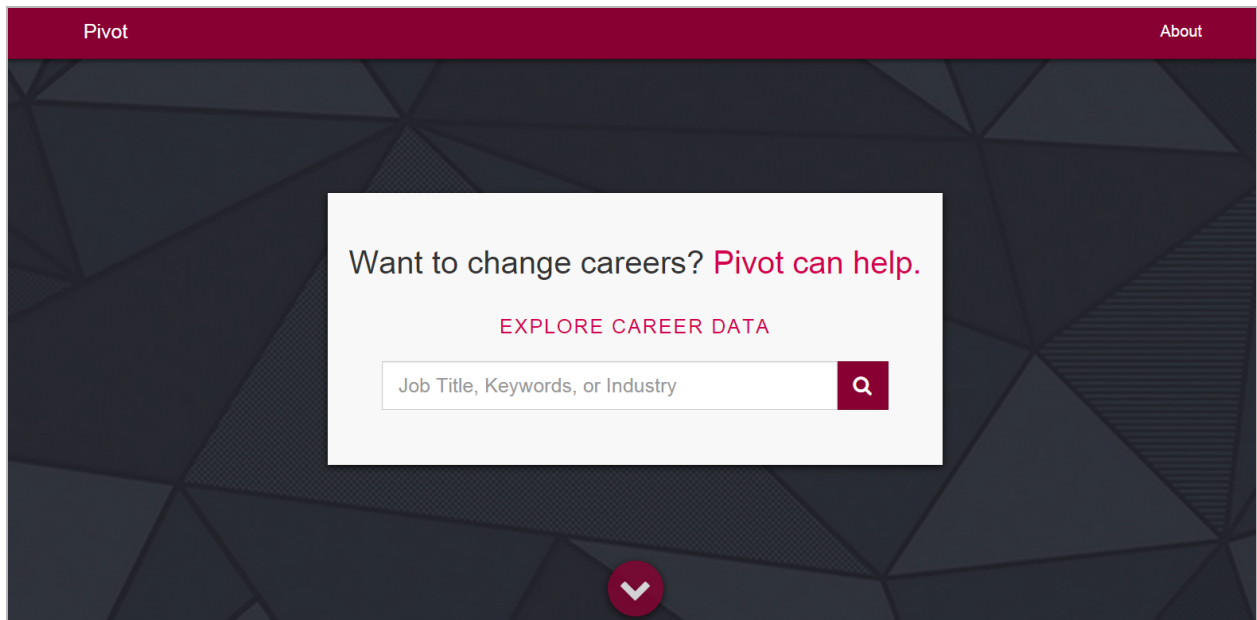 Pivot
About
Want to change careers? Pivot can help.
EXPLORE CAREER DATA
Job Title, Keywords, or Industry